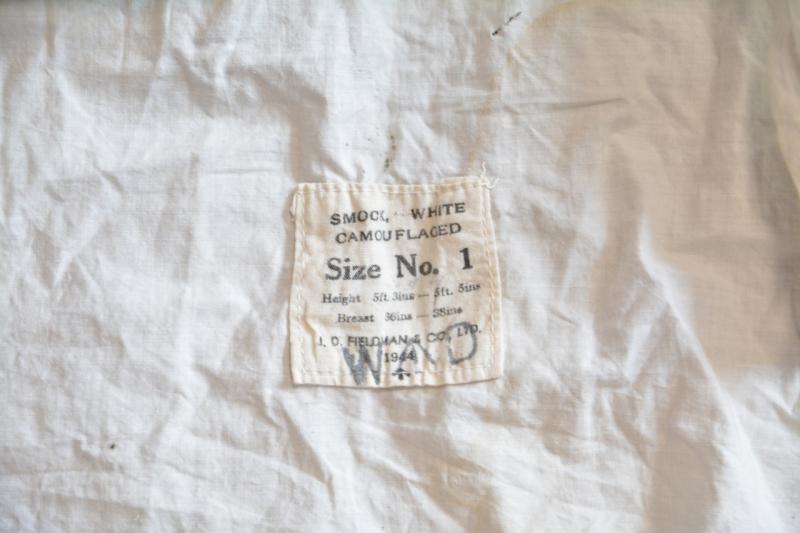 SMOCK, WHITE
CAMOUFLAGED
Size No. 1
Height 5ft. 3ins — 5ft. 5ins
Breast 36ins — 38ins
J. D. FIELDMAN & CO., LTD.
1944